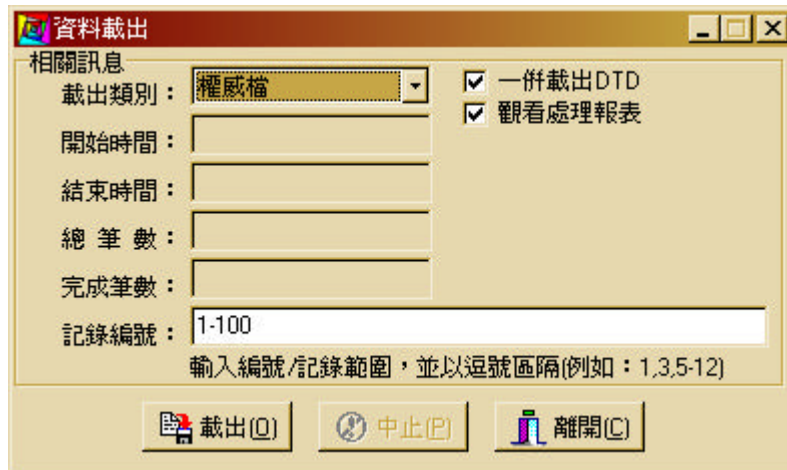 資料載出
相關訊息
載出類別： 權威檔
一併載出DTD
觀看處理報表
開始時間：
結束時間：
總 筆 數：
完成筆數：
記錄編號： 1-100
輸入編號/記錄範圍，並以逗號區隔(例如：1,3,5-12)
載出(O) 中止(P) 離開(C)